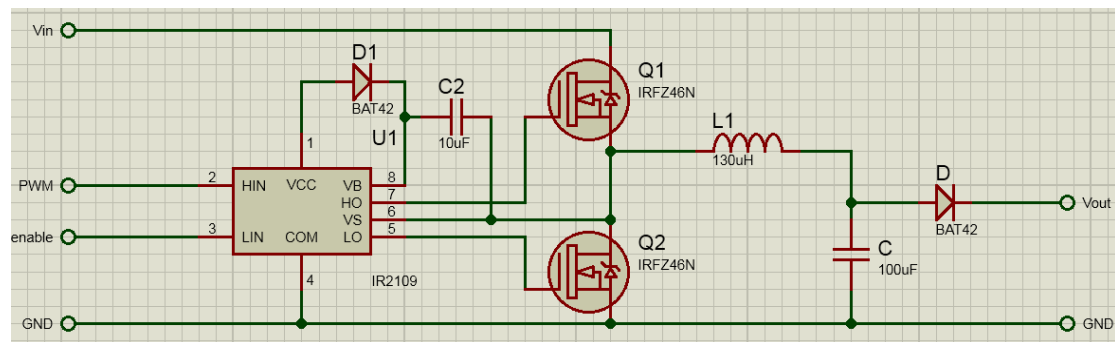 Vin
D1
BAT42
C2
10uF
Q1
IRFZ46N
L1
130uH
U1
1
PWM
2
HIN
VCC
VB
8
HO
7
enable
3
LIN
COM
VS
6
LO
5
4
IR2109
Q2
IRFZ46N
D
BAT42
Vout
C
100uF
GND
GND